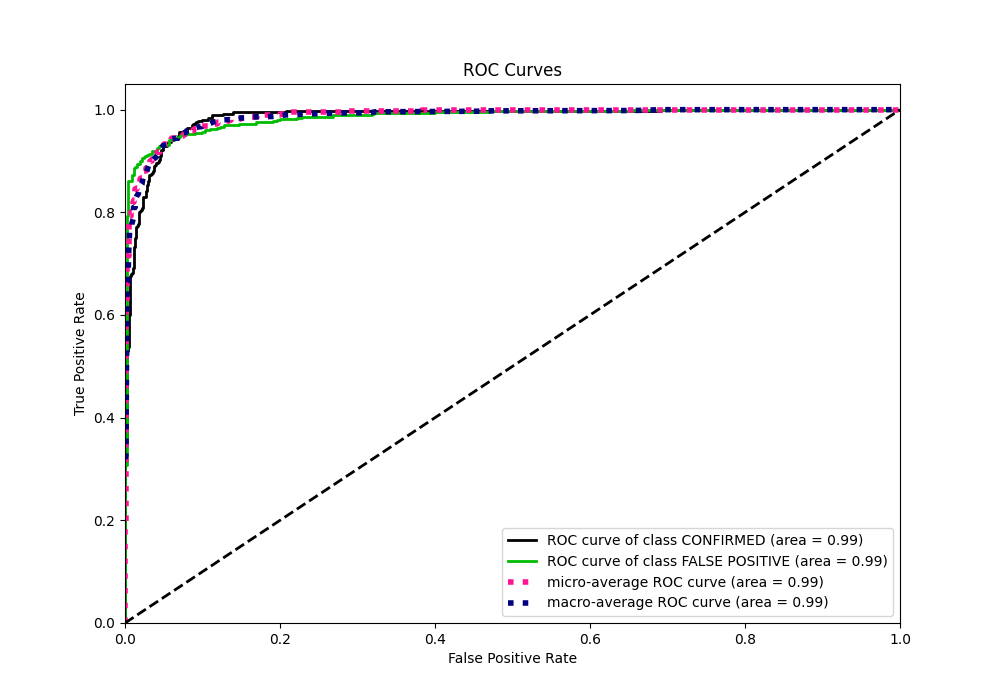 ROC Curves
1.0
0.8
0.6
0.4
0.2
0.0
True Positive Rate
0.0 0.2 0.4 0.6 0.8 1.0
False Positive Rate
ROC curve of class CONFIRMED (area = 0.99)
ROC curve of class FALSE POSITIVE (area = 0.99)
micro-average ROC curve (area = 0.99)
macro-average ROC curve (area = 0.99)